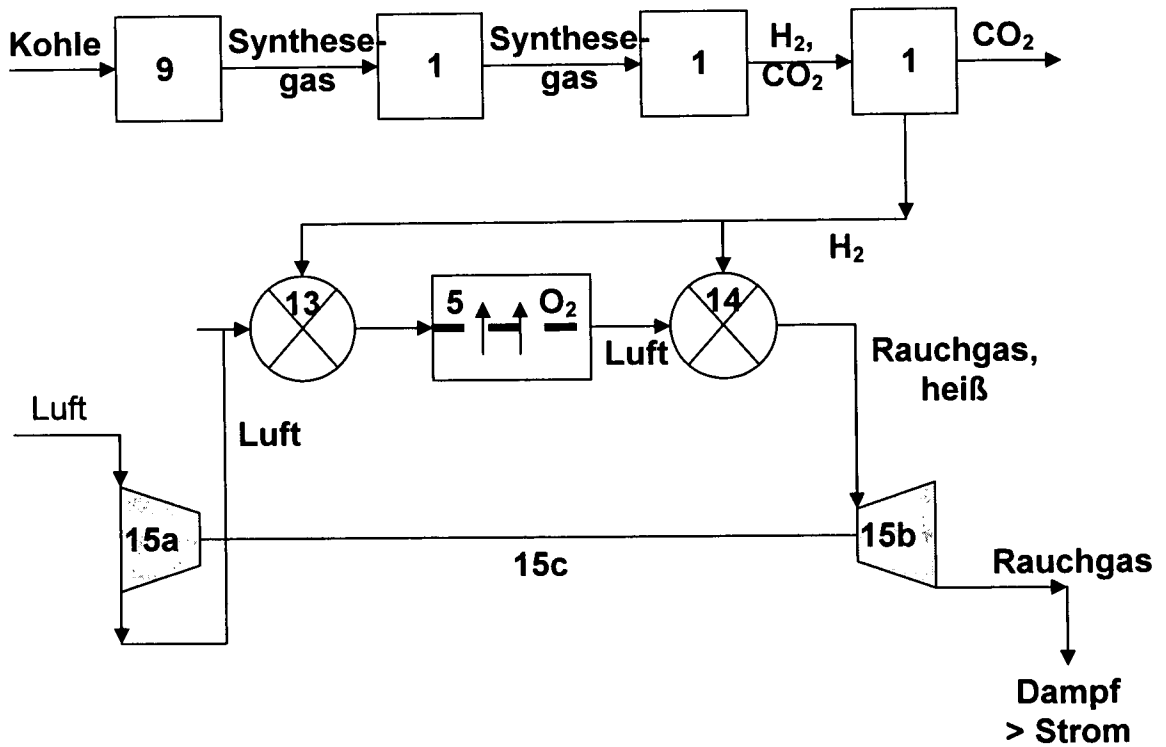 Kohle
9
Synthese-
gas
1
Synthese-
gas
1
H₂,
CO₂
1
CO₂
H₂
13
5
O₂
14
Luft
Rauchgas,
heiß
Luft
Luft
15a
15c
15b
Rauchgas
Dampf
> Strom